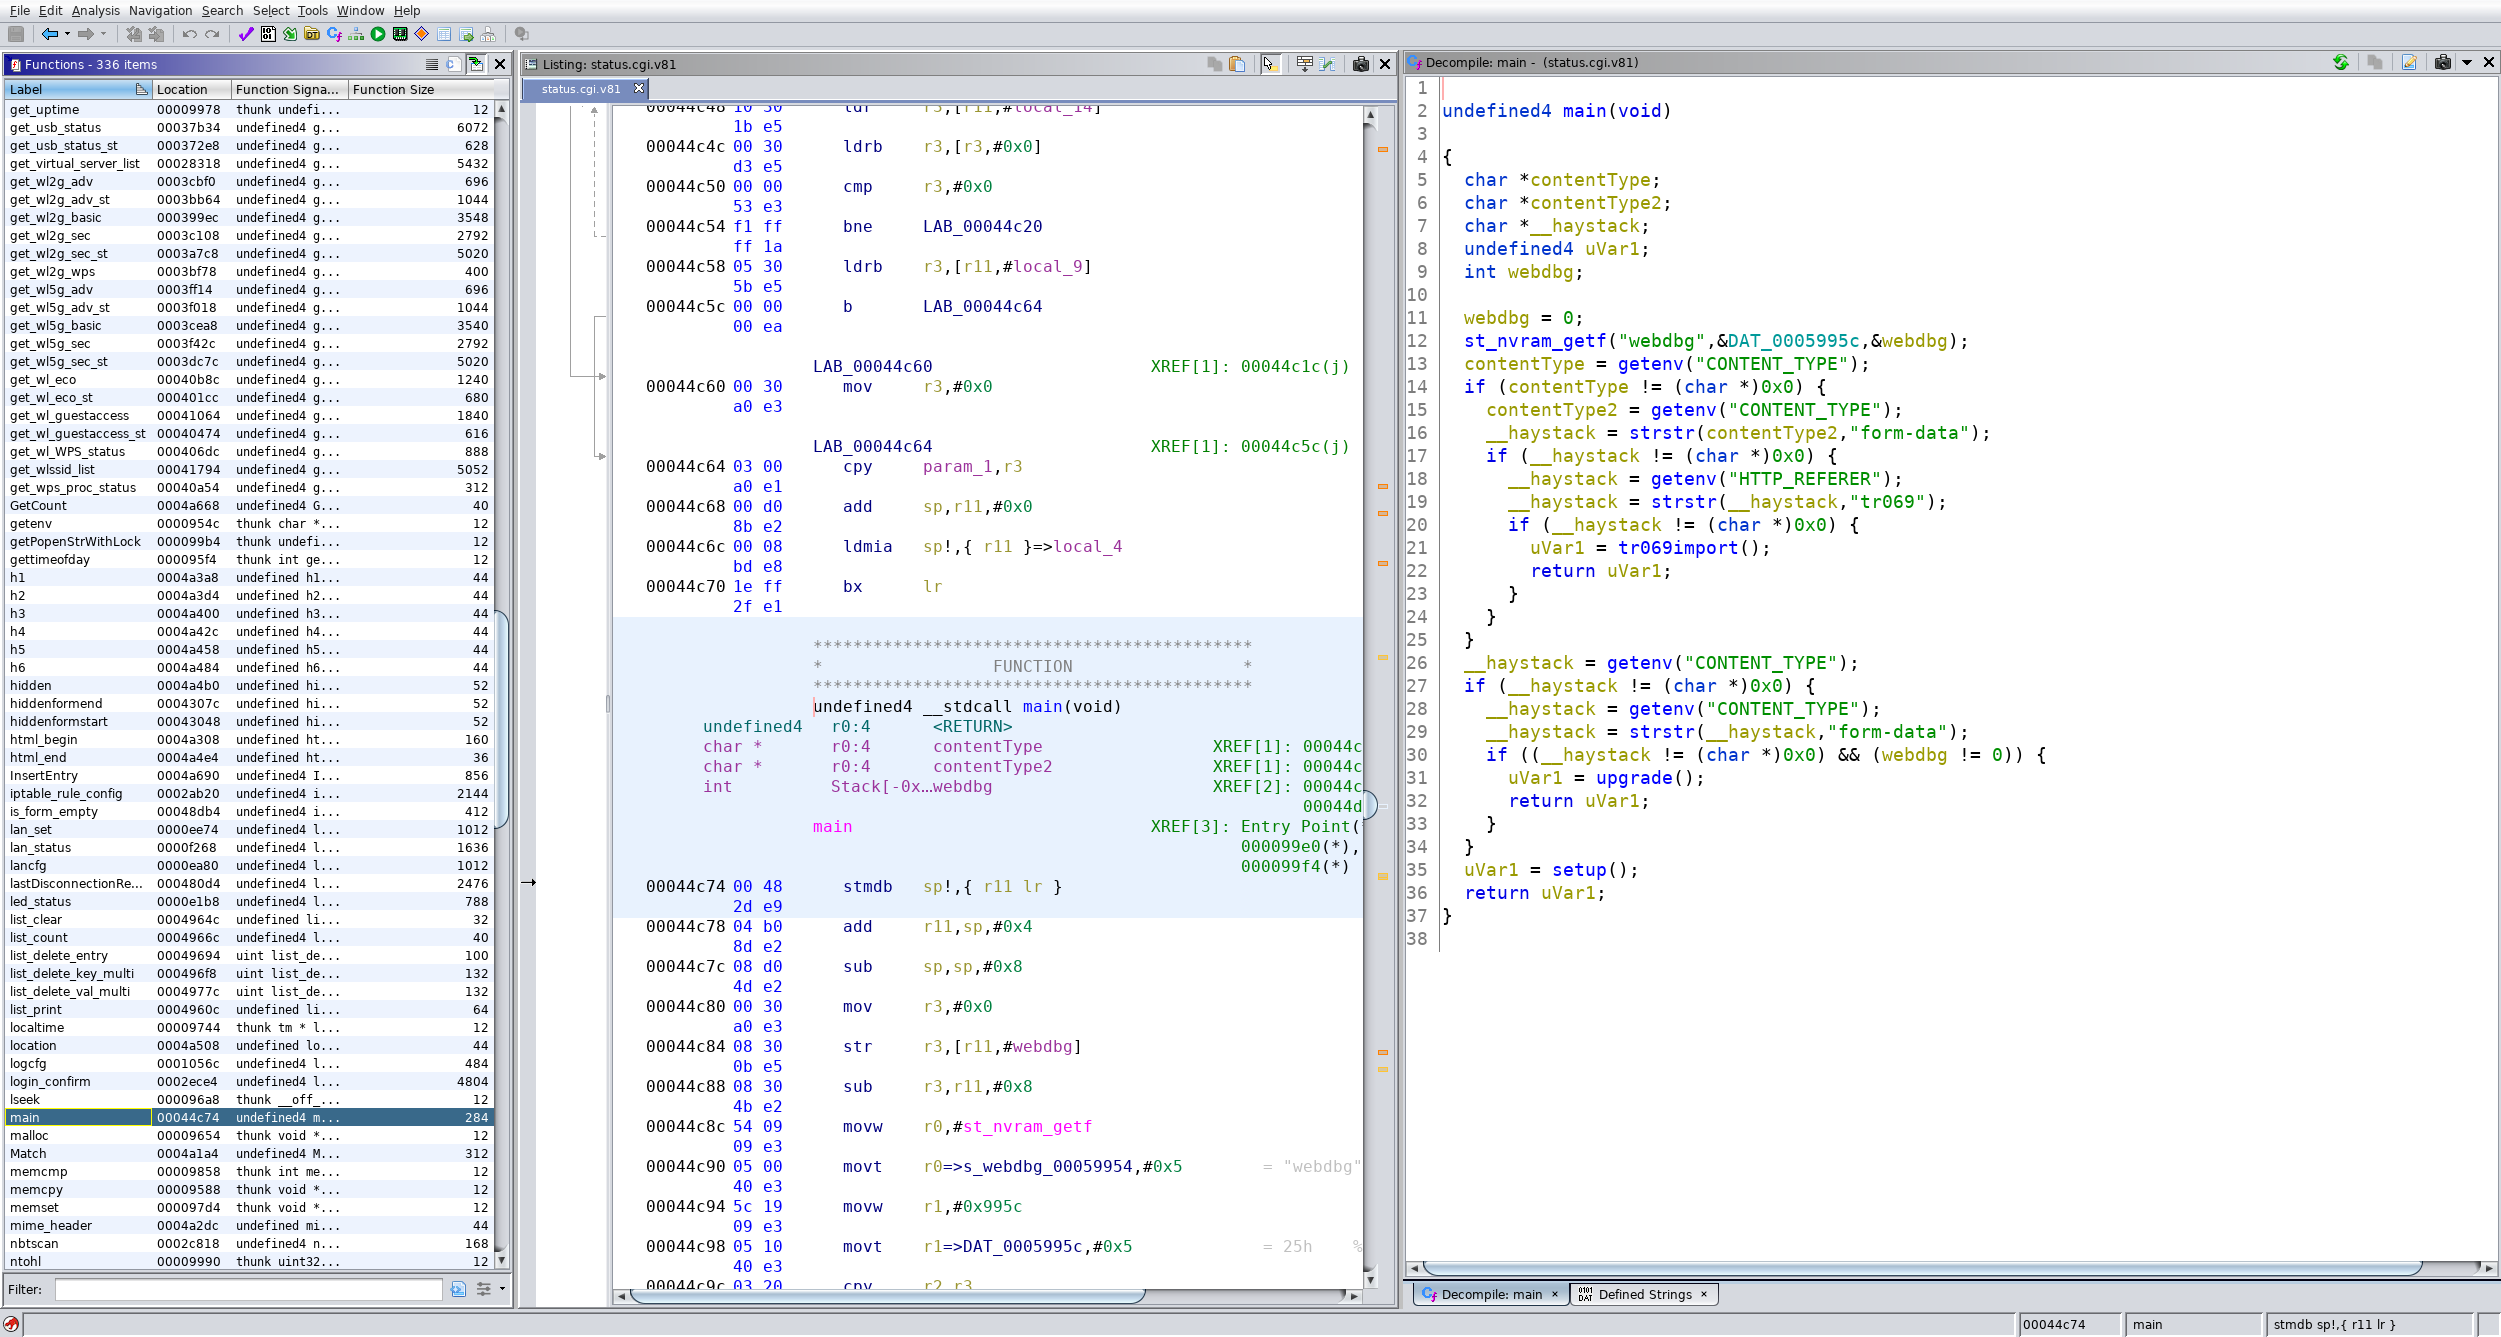 File Edit Analysis Navigation Search Select Tools Window Help
Functions - 336 items
Label Location Function Signa... Function Size
get_uptime 00009978 thunk undefi... 12
get_usb_status 00037b34 undefined4 g... 6072
get_usb_status_st 000372e8 undefined4 g... 628
get_virtual_server_list 00028318 undefined4 g... 5432
get_wl2g_adv 0003cbf0 undefined4 g... 696
get_wl2g_adv_st 0003bb64 undefined4 g... 1044
get_wl2g_basic 000399ec undefined4 g... 3548
get_wl2g_sec 0003c108 undefined4 g... 2792
get_wl2g_sec_st 0003a7c8 undefined4 g... 5020
get_wl2g_wps 0003bf78 undefined4 g... 400
get_wl5g_adv 0003ff14 undefined4 g... 696
get_wl5g_adv_st 0003f018 undefined4 g... 1044
get_wl5g_basic 0003cea8 undefined4 g... 3540
get_wl5g_sec 0003f42c undefined4 g... 2792
get_wl5g_sec_st 0003dc7c undefined4 g... 5020
get_wl_eco 00040b8c undefined4 g... 1240
get_wl_eco_st 000401cc undefined4 g... 680
get_wl_guestaccess 00041064 undefined4 g... 1840
get_wl_guestaccess_st 00040474 undefined4 g... 616
get_wl_WPS_status 000406dc undefined4 g... 888
get_wlssid_list 00041794 undefined4 g... 5052
get_wps_proc_status 00040a54 undefined4 g... 312
GetCount 0004a668 undefined4 G... 40
getenv 0000954c thunk char *... 12
getPopenStrWithLock 000099b4 thunk undefi... 12
gettimeofday 000095f4 thunk int ge... 12
h1 0004a3a8 undefined h1... 44
h2 0004a3d4 undefined h2... 44
h3 0004a400 undefined h3... 44
h4 0004a42c undefined h4... 44
h5 0004a458 undefined h5... 44
h6 0004a484 undefined h6... 44
hidden 0004a4b0 undefined hi... 52
hiddenformend 0004307c undefined hi... 52
hiddenformstart 00043048 undefined hi... 52
html_begin 0004a308 undefined ht... 160
html_end 0004a4e4 undefined ht... 36
InsertEntry 0004a690 undefined4 I... 856
iptable_rule_config 0002ab20 undefined4 i... 2144
is_form_empty 00048db4 undefined4 i... 412
lan_set 0000ee74 undefined4 l... 1012
lan_status 0000f268 undefined4 l... 1636
lancfg 0000ea80 undefined4 l... 1012
lastDisconnectionRe... 000480d4 undefined4 l... 2476
led_status 0000e1b8 undefined4 l... 788
list_clear 0004964c undefined li... 32
list_count 0004966c undefined4 l... 40
list_delete_entry 00049694 uint list_de... 100
list_delete_key_multi 000496f8 uint list_de... 132
list_delete_val_multi 0004977c uint list_de... 132
list_print 0004960c undefined li... 64
localtime 00009744 thunk tm * l... 12
location 0004a508 undefined lo... 44
logcfg 0001056c undefined4 l... 484
login_confirm 0002ece4 undefined4 l... 4804
lseek 000096a8 thunk __off_... 12
main 00044c74 undefined4 m... 284
malloc 00009654 thunk void *... 12
Match 0004a1a4 undefined4 M... 312
memcmp 00009858 thunk int me... 12
memcpy 00009588 thunk void *... 12
memset 000097d4 thunk void *... 12
mime_header 0004a2dc undefined mi... 44
nbtscan 0002c818 undefined4 n... 168
ntohl 00009990 thunk uint32... 12
Filter:
Listing: status.cgi.v81
status.cgi.v81
00044c48 10 30 ldr r3,[r11,#local_14]
1b e5
00044c4c 00 30 ldrb r3,[r3,#0x0]
d3 e5
00044c50 00 00 cmp r3,#0x0
53 e3
00044c54 f1 ff bne LAB_00044c20
ff 1a
00044c58 05 30 ldrb r3,[r11,#local_9]
5b e5
00044c5c 00 00 b LAB_00044c64
00 ea
LAB_00044c60 XREF[1]: 00044c1c(j)
00044c60 00 30 mov r3,#0x0
a0 e3
LAB_00044c64 XREF[1]: 00044c5c(j)
00044c64 03 00 cpy param_1,r3
a0 e1
00044c68 00 d0 add sp,r11,#0x0
8b e2
00044c6c 00 08 ldmia sp!,{ r11 }=>local_4
bd e8
00044c70 1e ff bx lr
2f e1
********************************************
* FUNCTION *
********************************************
undefined4 __stdcall main(void)
undefined4 r0:4 <RETURN>
char * r0:4 contentType XREF[1]: 00044c
char * r0:4 contentType2 XREF[1]: 00044c
int Stack[-0x...webdbg XREF[2]: 00044c
00044d
main XREF[3]: Entry Point(
000099e0(*),
000099f4(*)
00044c74 00 48 stmdb sp!,{ r11 lr }
2d e9
00044c78 04 b0 add r11,sp,#0x4
8d e2
00044c7c 08 d0 sub sp,sp,#0x8
4d e2
00044c80 00 30 mov r3,#0x0
a0 e3
00044c84 08 30 str r3,[r11,#webdbg]
0b e5
00044c88 08 30 sub r3,r11,#0x8
4b e2
00044c8c 54 09 movw r0,#st_nvram_getf
09 e3
00044c90 05 00 movt r0=>s_webdbg_00059954,#0x5 = "webdbg"
40 e3
00044c94 5c 19 movw r1,#0x995c
09 e3
00044c98 05 10 movt r1=>DAT_0005995c,#0x5 = 25h %
40 e3
00044c9c 03 20 cpy r2,r3
Decompile: main - (status.cgi.v81)
1
2 undefined4 main(void)
3
4 {
5 char *contentType;
6 char *contentType2;
7 char *__haystack;
8 undefined4 uVar1;
9 int webdbg;
10
11 webdbg = 0;
12 st_nvram_getf("webdbg",&DAT_0005995c,&webdbg);
13 contentType = getenv("CONTENT_TYPE");
14 if (contentType != (char *)0x0) {
15 contentType2 = getenv("CONTENT_TYPE");
16 __haystack = strstr(contentType2,"form-data");
17 if (__haystack != (char *)0x0) {
18 __haystack = getenv("HTTP_REFERER");
19 __haystack = strstr(__haystack,"tr069");
20 if (__haystack != (char *)0x0) {
21 uVar1 = tr069import();
22 return uVar1;
23 }
24 }
25 }
26 __haystack = getenv("CONTENT_TYPE");
27 if (__haystack != (char *)0x0) {
28 __haystack = getenv("CONTENT_TYPE");
29 __haystack = strstr(__haystack,"form-data");
30 if ((__haystack != (char *)0x0) && (webdbg != 0)) {
31 uVar1 = upgrade();
32 return uVar1;
33 }
34 }
35 uVar1 = setup();
36 return uVar1;
37 }
38
Decompile: main × Defined Strings ×
00044c74 main stmdb sp!,{ r11 lr }